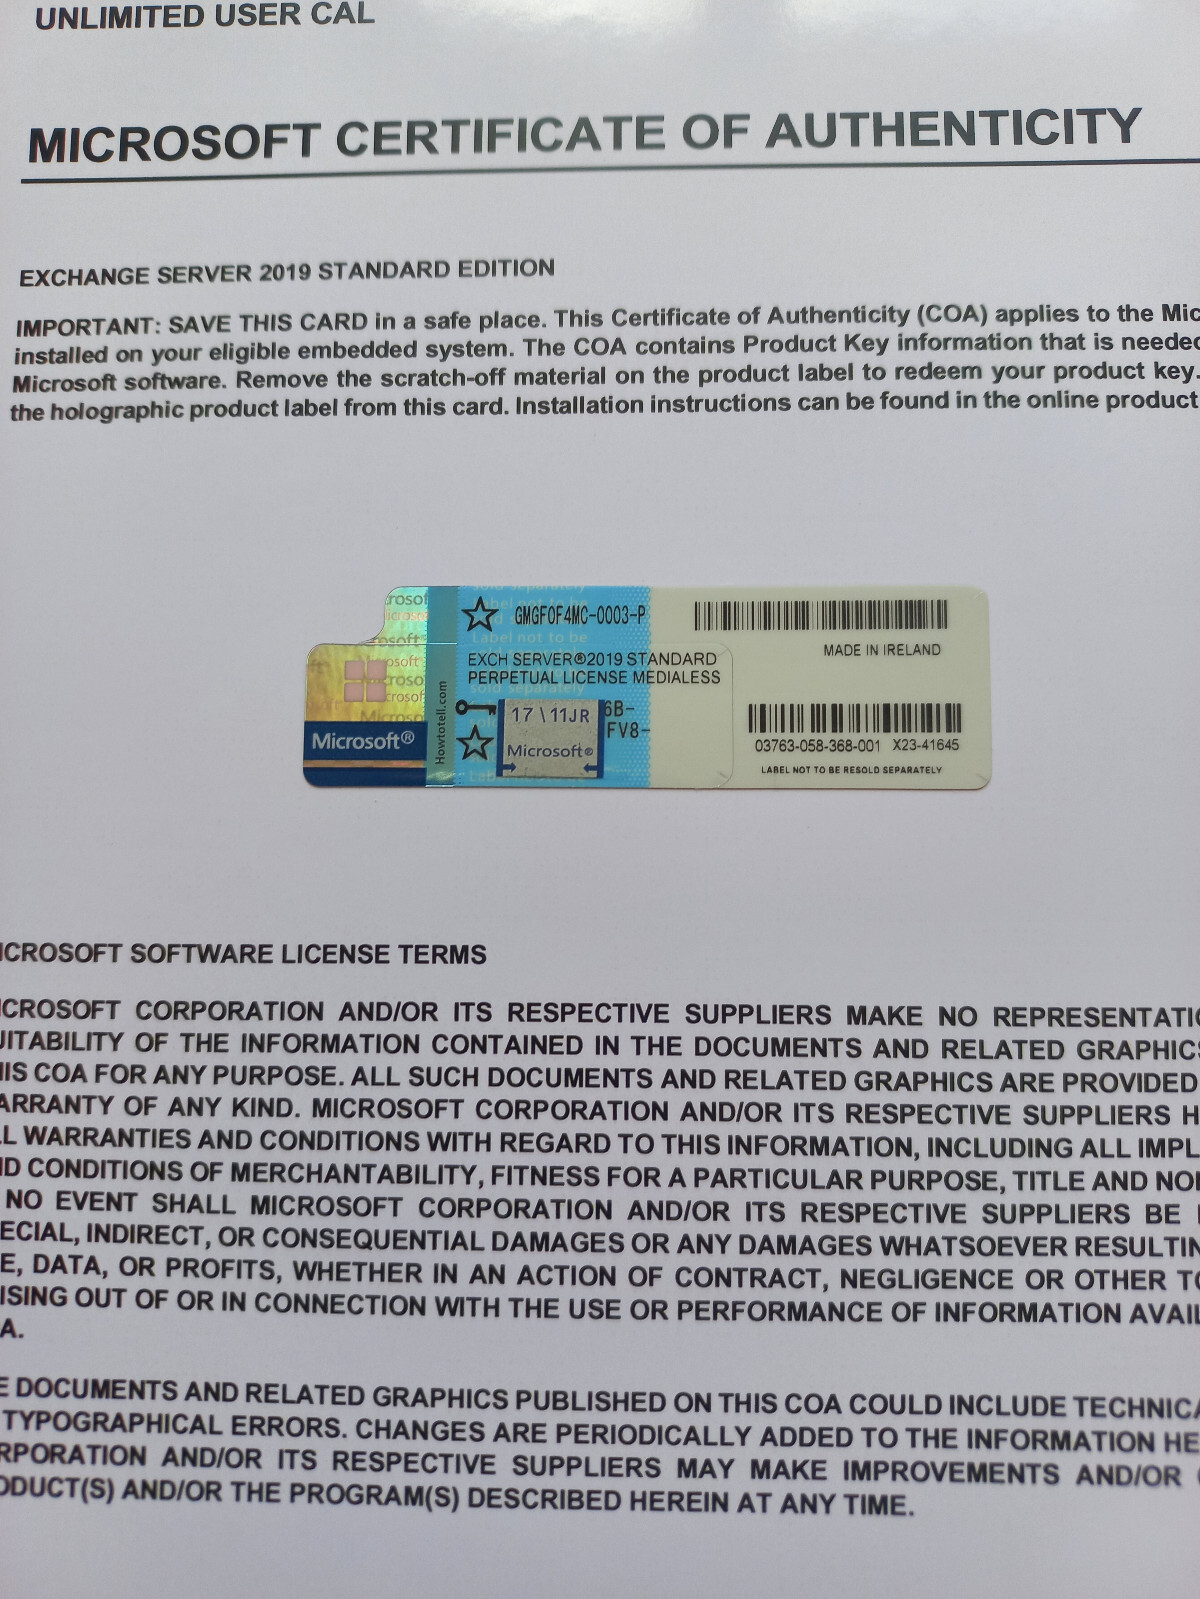 UNLIMITED USER CAL
MICROSOFT CERTIFICATE OF AUTHENTICITY
EXCHANGE SERVER 2019 STANDARD EDITION
IMPORTANT: SAVE THIS CARD in a safe place. This Certificate of Authenticity (COA) applies to the Mic
installed on your eligible embedded system. The COA contains Product Key information that is needed
Microsoft software. Remove the scratch-off material on the product label to redeem your product key.
the holographic product label from this card. Installation instructions can be found in the online product
GMGF0F4MC-0003-P
MADE IN IRELAND
EXCH SERVER®2019 STANDARD
PERPETUAL LICENSE MEDIALESS
Howtotell.com
Microsoft®
17 \ 11JR
Microsoft®
6B-
FV8-
03763-058-368-001 X23-41645
LABEL NOT TO BE RESOLD SEPARATELY
ICROSOFT SOFTWARE LICENSE TERMS
ICROSOFT CORPORATION AND/OR ITS RESPECTIVE SUPPLIERS MAKE NO REPRESENTATIO
UITABILITY OF THE INFORMATION CONTAINED IN THE DOCUMENTS AND RELATED GRAPHICS
HIS COA FOR ANY PURPOSE. ALL SUCH DOCUMENTS AND RELATED GRAPHICS ARE PROVIDED
ARRANTY OF ANY KIND. MICROSOFT CORPORATION AND/OR ITS RESPECTIVE SUPPLIERS H
LL WARRANTIES AND CONDITIONS WITH REGARD TO THIS INFORMATION, INCLUDING ALL IMPL
ND CONDITIONS OF MERCHANTABILITY, FITNESS FOR A PARTICULAR PURPOSE, TITLE AND NON
NO EVENT SHALL MICROSOFT CORPORATION AND/OR ITS RESPECTIVE SUPPLIERS BE
ECIAL, INDIRECT, OR CONSEQUENTIAL DAMAGES OR ANY DAMAGES WHATSOEVER RESULTIN
E, DATA, OR PROFITS, WHETHER IN AN ACTION OF CONTRACT, NEGLIGENCE OR OTHER TO
ISING OUT OF OR IN CONNECTION WITH THE USE OR PERFORMANCE OF INFORMATION AVAIL
A.
E DOCUMENTS AND RELATED GRAPHICS PUBLISHED ON THIS COA COULD INCLUDE TECHNICA
TYPOGRAPHICAL ERRORS. CHANGES ARE PERIODICALLY ADDED TO THE INFORMATION HE
RPORATION AND/OR ITS RESPECTIVE SUPPLIERS MAY MAKE IMPROVEMENTS AND/OR
ODUCT(S) AND/OR THE PROGRAM(S) DESCRIBED HEREIN AT ANY TIME.